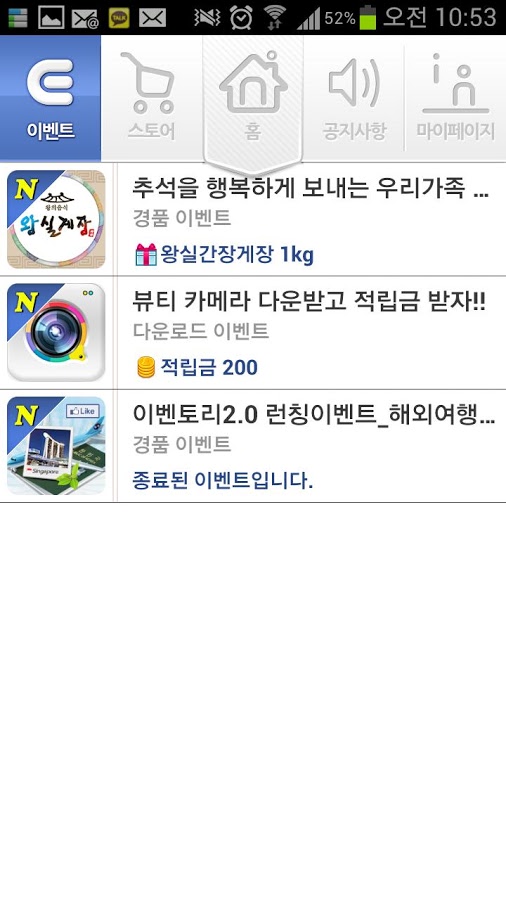 52% 오전 10:53
이벤트 스토어 홈 공지사항 마이페이지
N
왕의음식
왕실게장
추석을 행복하게 보내는 우리가족 ...
경품 이벤트
왕실간장게장 1kg
N
뷰티 카메라 다운받고 적립금 받자!!
다운로드 이벤트
적립금 200
N
Like
Singapore
이벤토리2.0 런칭이벤트_해외여행...
경품 이벤트
종료된 이벤트입니다.